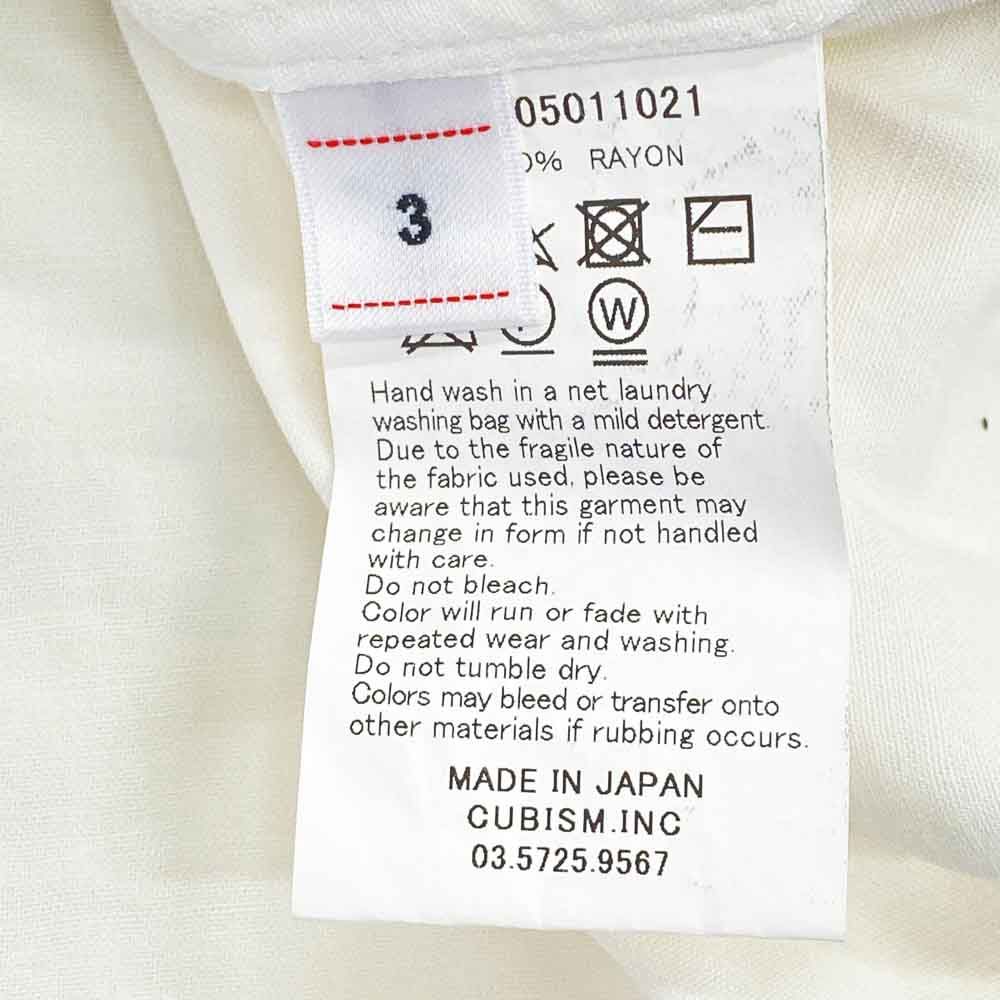 05011021
0% RAYON
3
W
Hand wash in a net laundry
washing bag with a mild detergent.
Due to the fragile nature of
the fabric used, please be
aware that this garment may
change in form if not handled
with care.
Do not bleach.
Color will run or fade with
repeated wear and washing.
Do not tumble dry.
Colors may bleed or transfer onto
other materials if rubbing occurs.
MADE IN JAPAN
CUBISM.INC
03.5725.9567